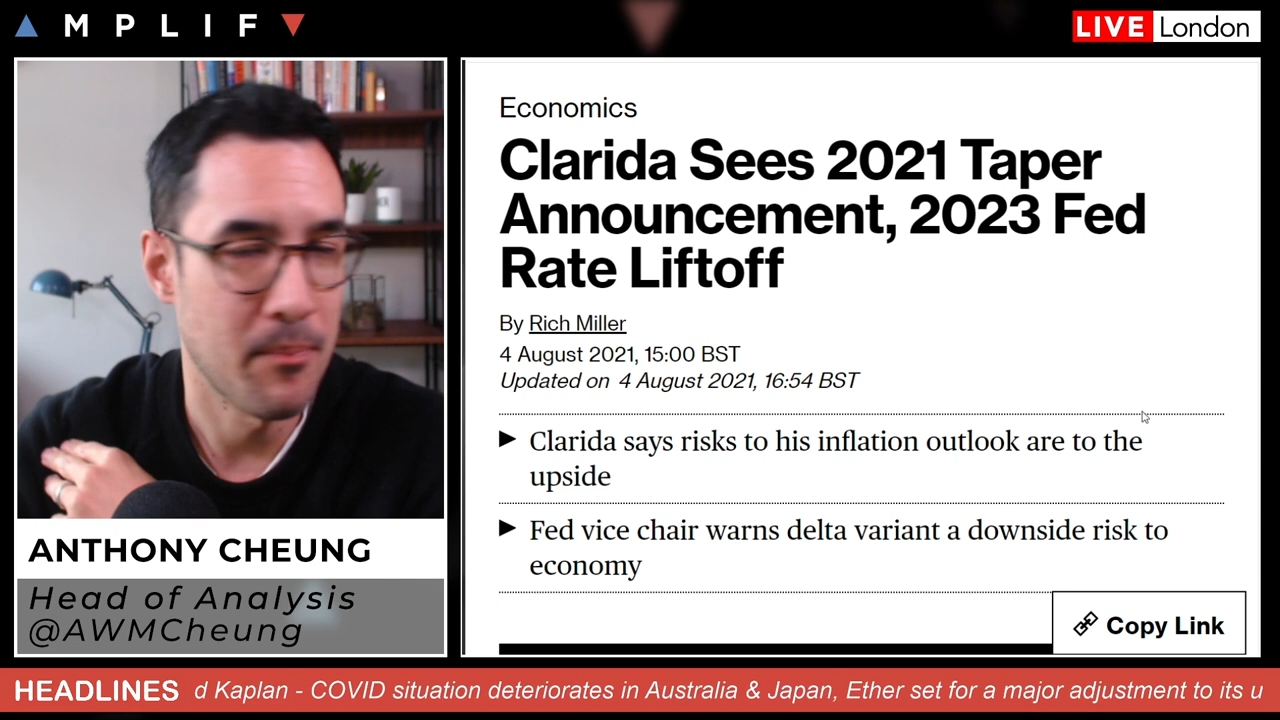 ▲ M P L I F ▼
LIVE London
Economics
Clarida Sees 2021 Taper
Announcement, 2023 Fed
Rate Liftoff
By Rich Miller
4 August 2021, 15:00 BST
Updated on 4 August 2021, 16:54 BST
Clarida says risks to his inflation outlook are to the
upside
Fed vice chair warns delta variant a downside risk to
economy
Copy Link
ANTHONY CHEUNG
Head of Analysis
@AWMCheung
HEADLINES d Kaplan - COVID situation deteriorates in Australia & Japan, Ether set for a major adjustment to its u